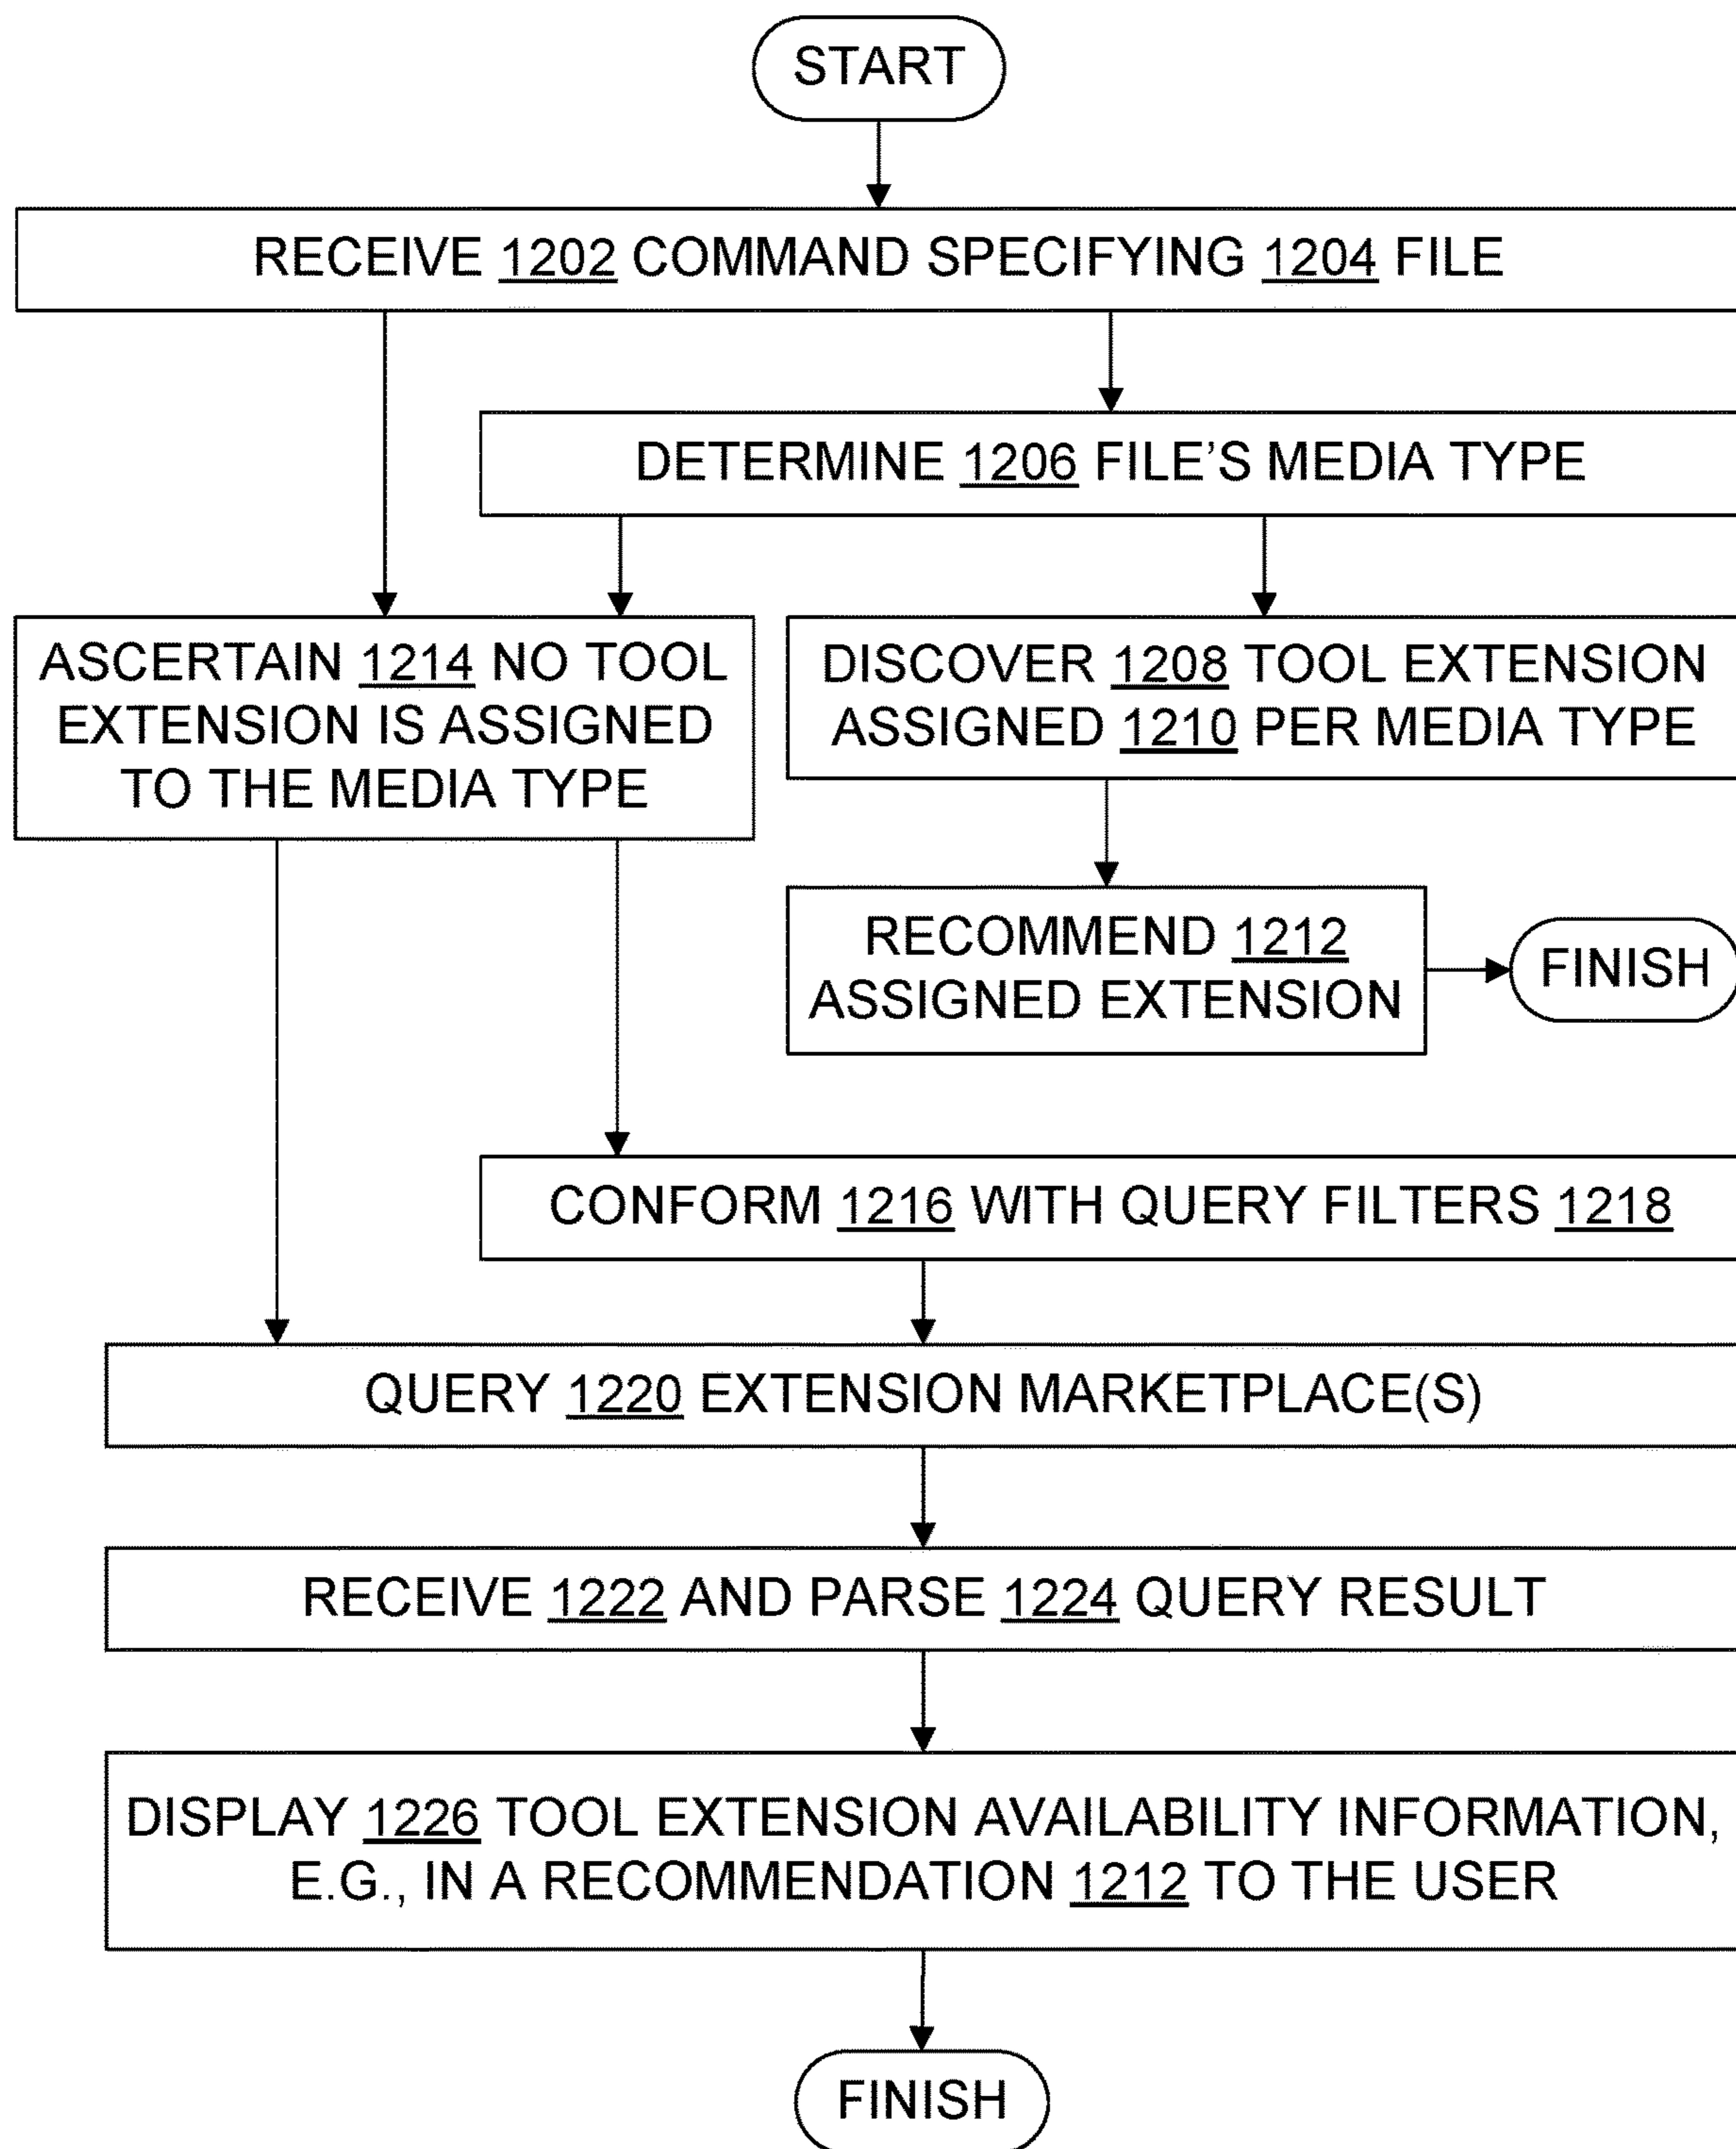 START
RECEIVE 1202 COMMAND SPECIFYING 1204 FILE
DETERMINE 1206 FILE’S MEDIA TYPE
ASCERTAIN 1214 NO TOOL
EXTENSION IS ASSIGNED
TO THE MEDIA TYPE
DISCOVER 1208 TOOL EXTENSION
ASSIGNED 1210 PER MEDIA TYPE
RECOMMEND 1212
ASSIGNED EXTENSION
FINISH
CONFORM 1216 WITH QUERY FILTERS 1218
QUERY 1220 EXTENSION MARKETPLACE(S)
RECEIVE 1222 AND PARSE 1224 QUERY RESULT
DISPLAY 1226 TOOL EXTENSION AVAILABILITY INFORMATION,
E.G., IN A RECOMMENDATION 1212 TO THE USER
FINISH